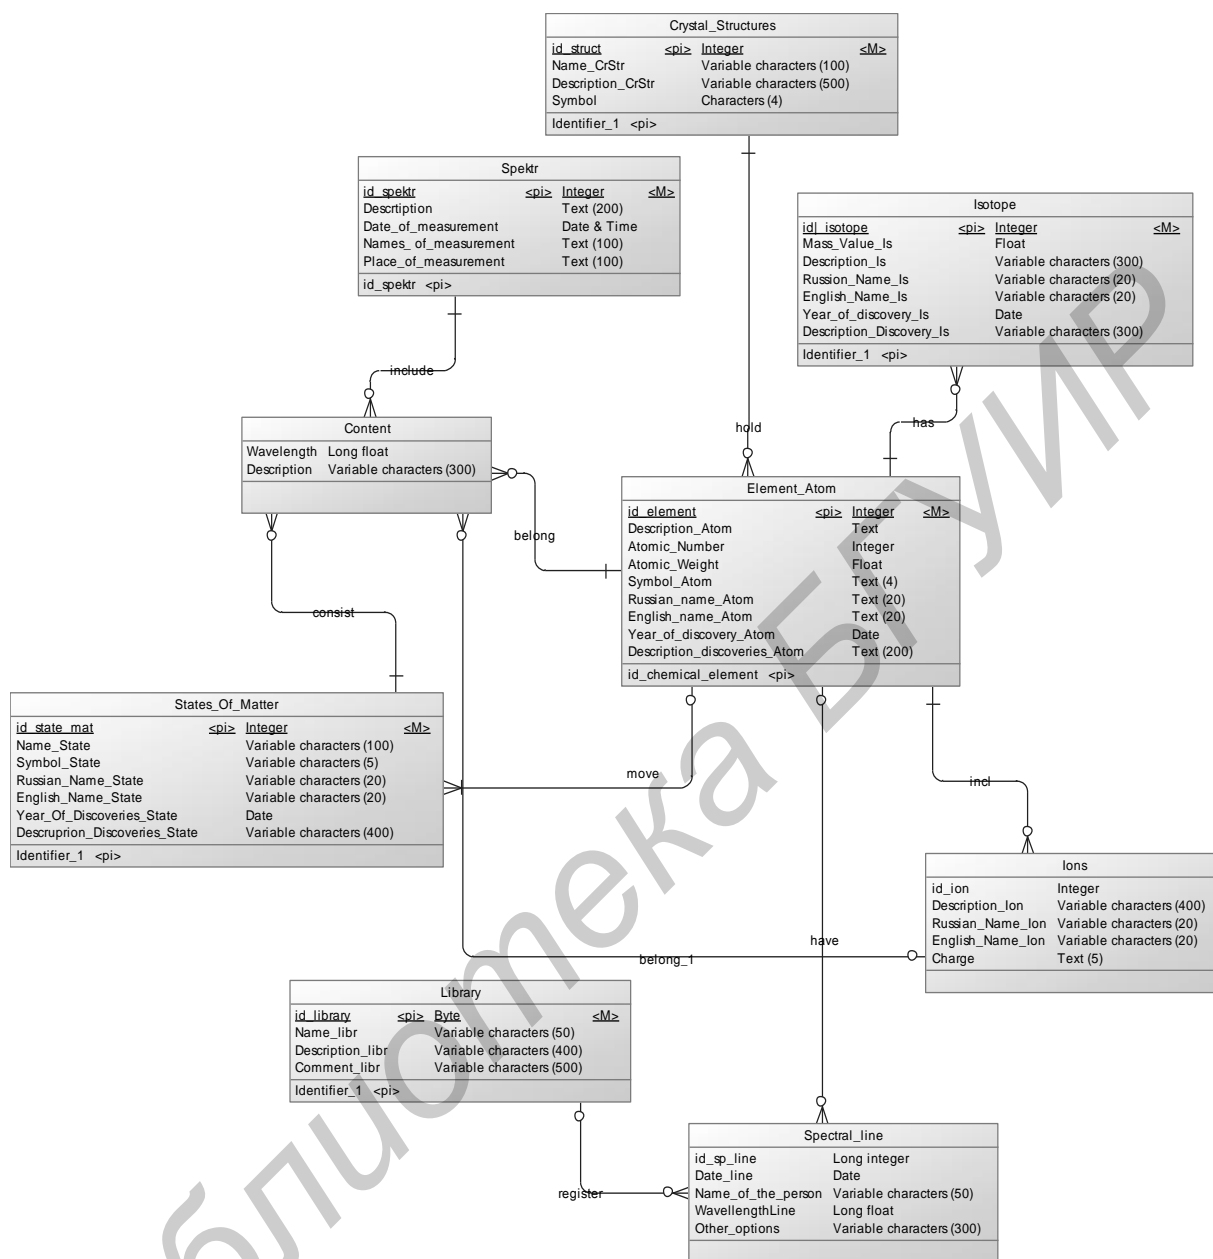 Crystal_Structures
id_struct <pi> Integer <M>
Name_CrStr Variable characters (100)
Description_CrStr Variable characters (500)
Symbol Characters (4)
Identifier_1 <pi>
Spektr
id_spektr <pi> Integer <M>
Descrtiption Text (200)
Date_of_measurement Date & Time
Names_ of_measurement Text (100)
Place_of_measurement Text (100)
id_spektr <pi>
Isotope
id|_isotope <pi> Integer <M>
Mass_Value_Is Float
Description_Is Variable characters (300)
Russion_Name_Is Variable characters (20)
English_Name_Is Variable characters (20)
Year_of_discovery_Is Date
Description_Discovery_Is Variable characters (300)
Identifier_1 <pi>
include
hold
has
Content
Wavelength Long float
Description Variable characters (300)
belong
consist
Element_Atom
id_element <pi> Integer <M>
Description_Atom Text
Atomic_Number Integer
Atomic_Weight Float
Symbol_Atom Text (4)
Russian_name_Atom Text (20)
English_name_Atom Text (20)
Year_of_discovery_Atom Date
Description_discoveries_Atom Text (200)
id_chemical_element <pi>
States_Of_Matter
id_state_mat <pi> Integer <M>
Name_State Variable characters (100)
Symbol_State Variable characters (5)
Russian_Name_State Variable characters (20)
English_Name_State Variable characters (20)
Year_Of_Discoveries_State Date
Descruprion_Discoveries_State Variable characters (400)
Identifier_1 <pi>
move
incl
Ions
id_ion Integer
Description_Ion Variable characters (400)
Russian_Name_Ion Variable characters (20)
English_Name_Ion Variable characters (20)
Charge Text (5)
have
belong_1
Library
id_library <pi> Byte <M>
Name_libr Variable characters (50)
Description_libr Variable characters (400)
Comment_libr Variable characters (500)
Identifier_1 <pi>
register
Spectral_line
id_sp_line Long integer
Date_line Date
Name_of_the_person Variable characters (50)
WavellengthLine Long float
Other_options Variable characters (300)
блиотека БГУИР